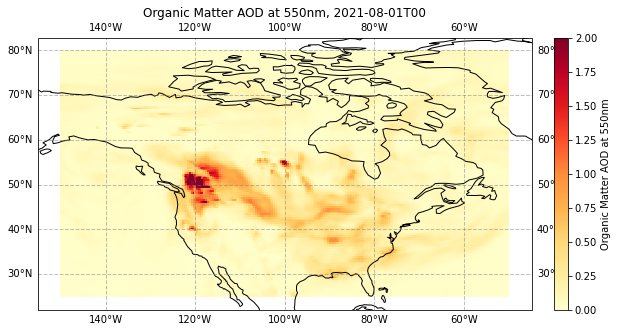 Organic Matter AOD at 550nm, 2021-08-01T00
140°W 120°W 100°W 80°W 60°W
80°N 80°
70°N 70°
60°N 60°
50°N 50°
40°N 40°
30°N 30°
140°W 120°W 100°W 80°W 60°W
2.00
1.75
1.50
1.25
1.00
0.75
0.50
0.25
0.00
Organic Matter AOD at 550nm